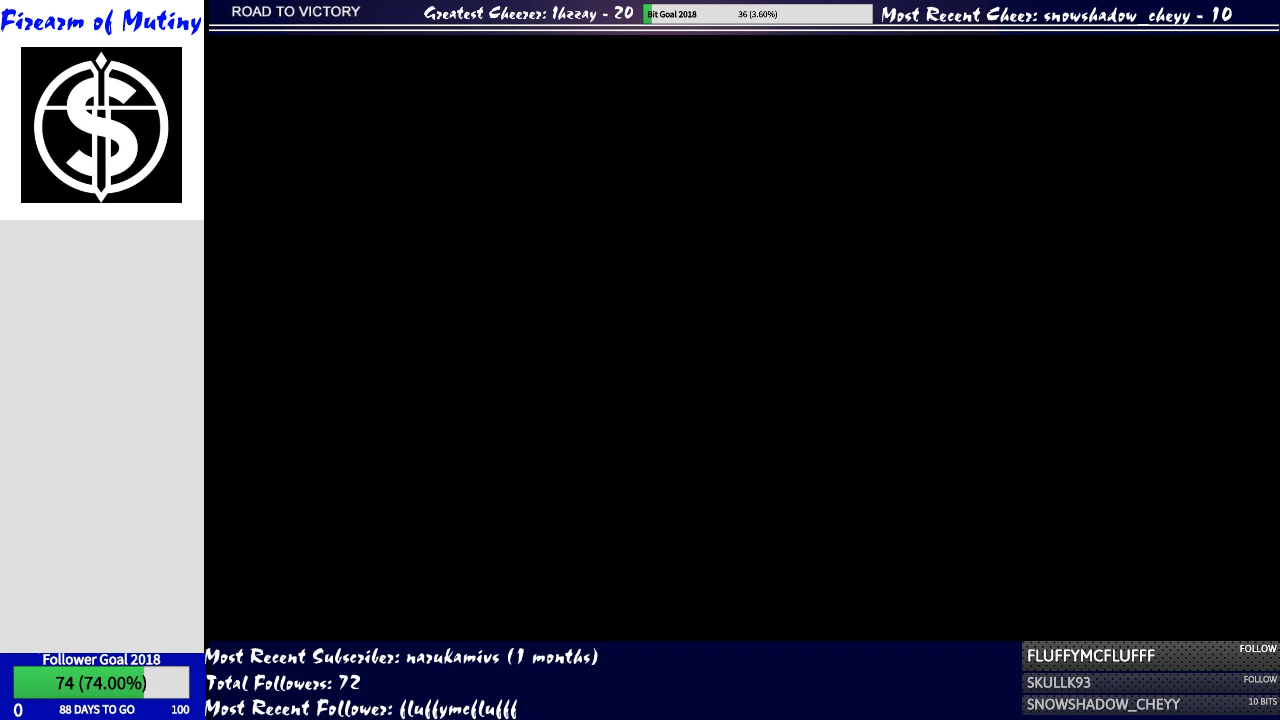 Firearm of Mutiny
ROAD TO VICTORY
Greatest Cheerer: 1hzzay - 20
Bit Goal 2018
36 (3.60%)
Most Recent Cheer: snowshadow_cheyy - 10
Follower Goal 2018
74 (74.00%)
0
88 DAYS TO GO
100
Most Recent Subscriber: narukamivs (1 months)
Total Followers: 72
Most Recent Follower: fluffymcflufff
FLUFFYMCFLUFFF
FOLLOW
SKULLK93
FOLLOW
SNOWSHADOW_CHEYY
10 BITS